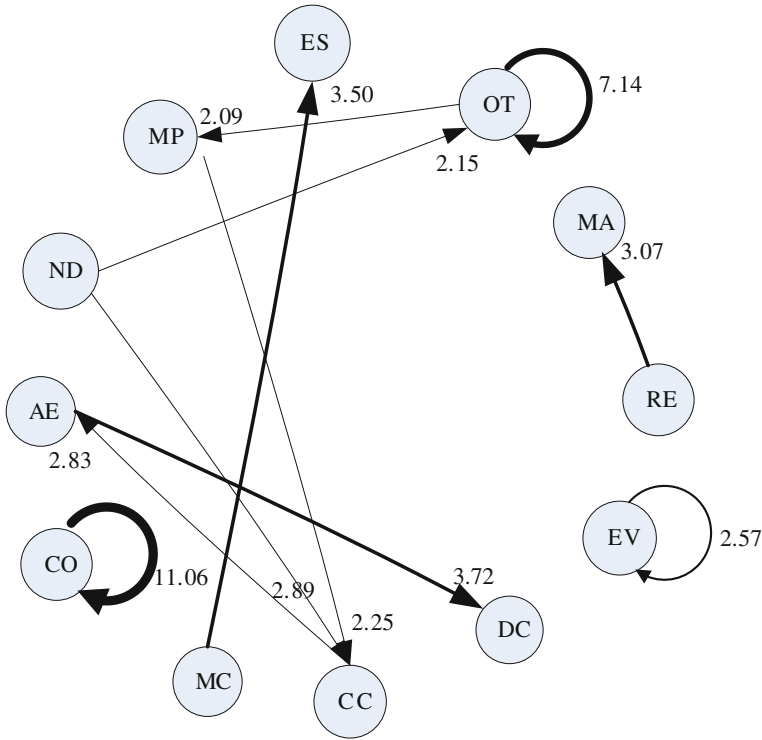 ES
3.50
OT
7.14
MP
2.09
2.15
MA
3.07
ND
AE
2.83
RE
CO
11.06
EV
2.57
2.89
3.72
DC
2.25
MC
CC